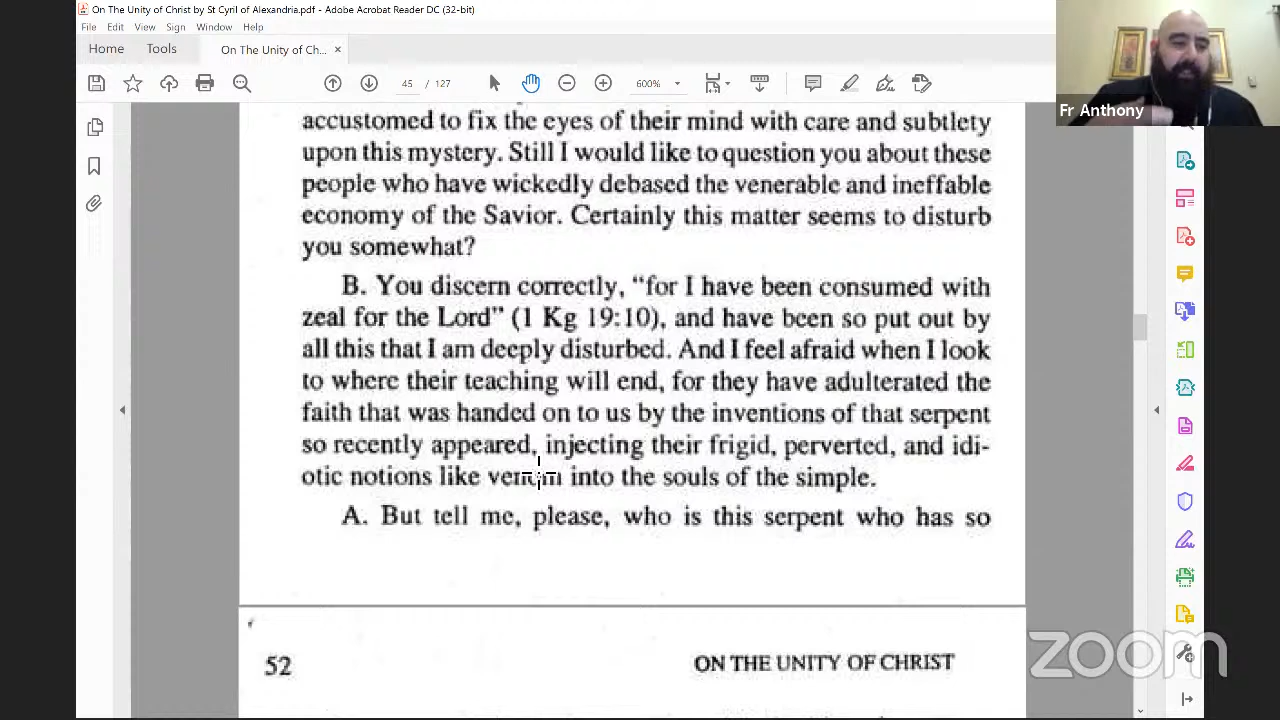 On The Unity of Christ by St Cyril of Alexandria.pdf - Adobe Acrobat Reader DC (32-bit)
File Edit View Sign Window Help
Home Tools On The Unity of Ch... ×
45 / 127 600%
Fr Anthony
accustomed to fix the eyes of their mind with care and subtlety
upon this mystery. Still I would like to question you about these
people who have wickedly debased the venerable and ineffable
economy of the Savior. Certainly this matter seems to disturb
you somewhat?
B. You discern correctly, “for I have been consumed with
zeal for the Lord” (1 Kg 19:10), and have been so put out by
all this that I am deeply disturbed. And I feel afraid when I look
to where their teaching will end, for they have adulterated the
faith that was handed on to us by the inventions of that serpent
so recently appeared, injecting their frigid, perverted, and idi-
otic notions like venom into the souls of the simple.
A. But tell me, please, who is this serpent who has so
52 ON THE UNITY OF CHRIST
zoom